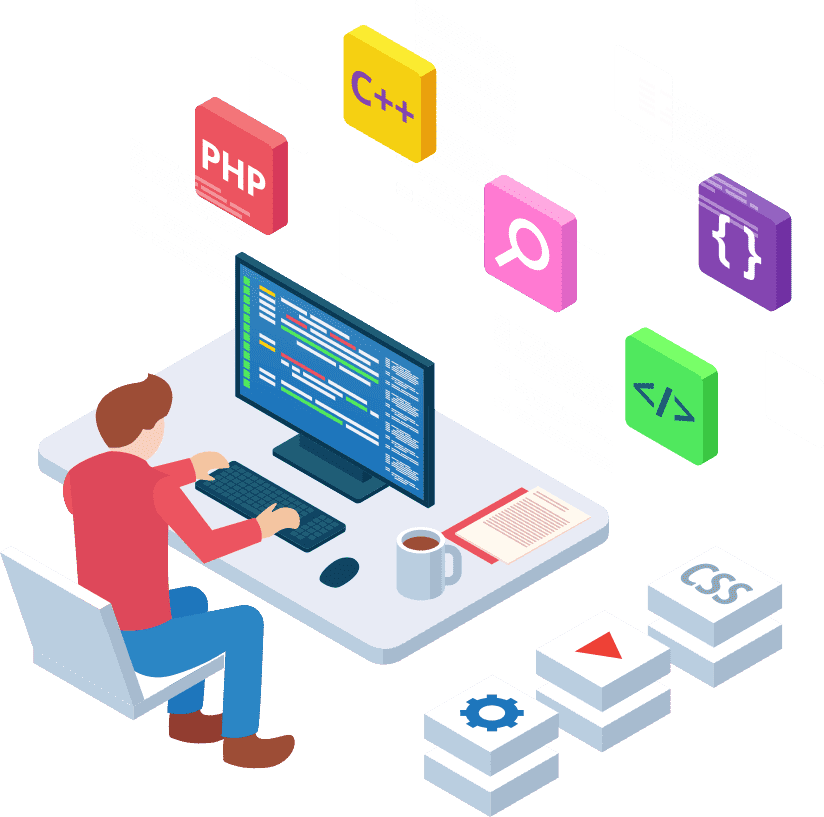 C++
PHP
{}
</>
CSS